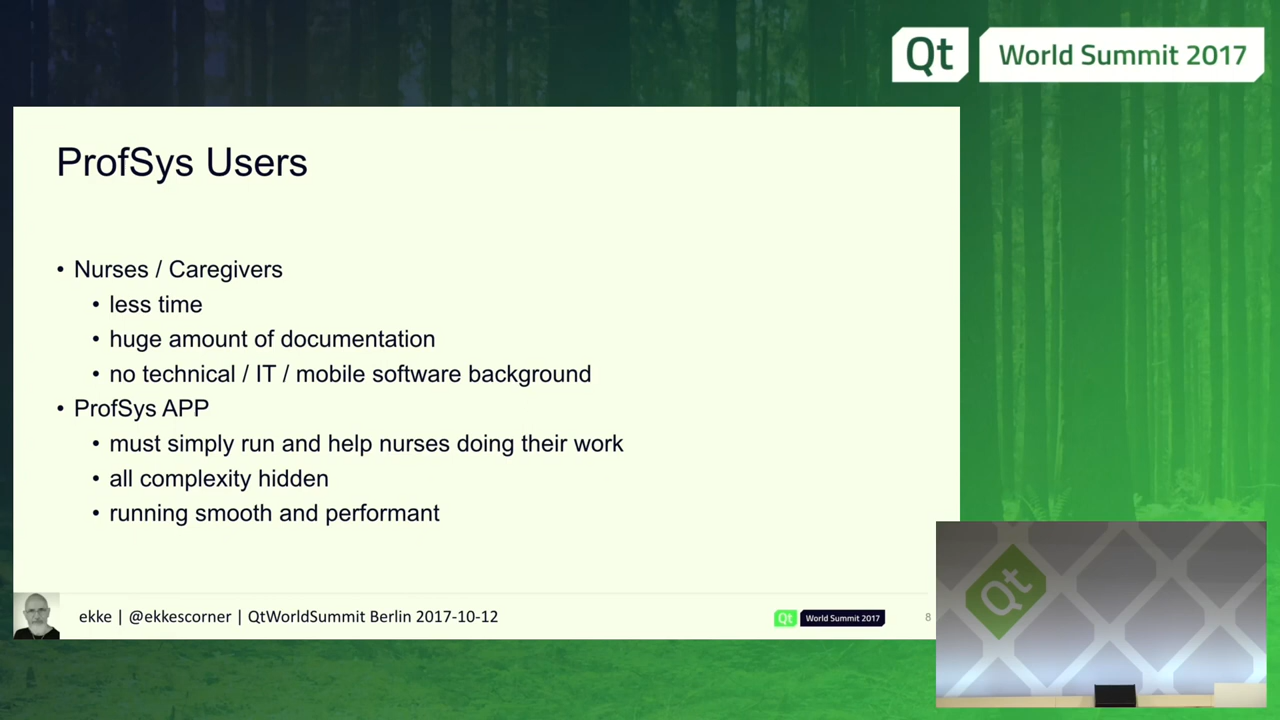 Qt World Summit 2017
ProfSys Users
• Nurses / Caregivers
• less time
• huge amount of documentation
• no technical / IT / mobile software background
• ProfSys APP
• must simply run and help nurses doing their work
• all complexity hidden
• running smooth and performant
ekke | @ekkescorner | QtWorldSummit Berlin 2017-10-12
Qt World Summit 2017
8
Qt